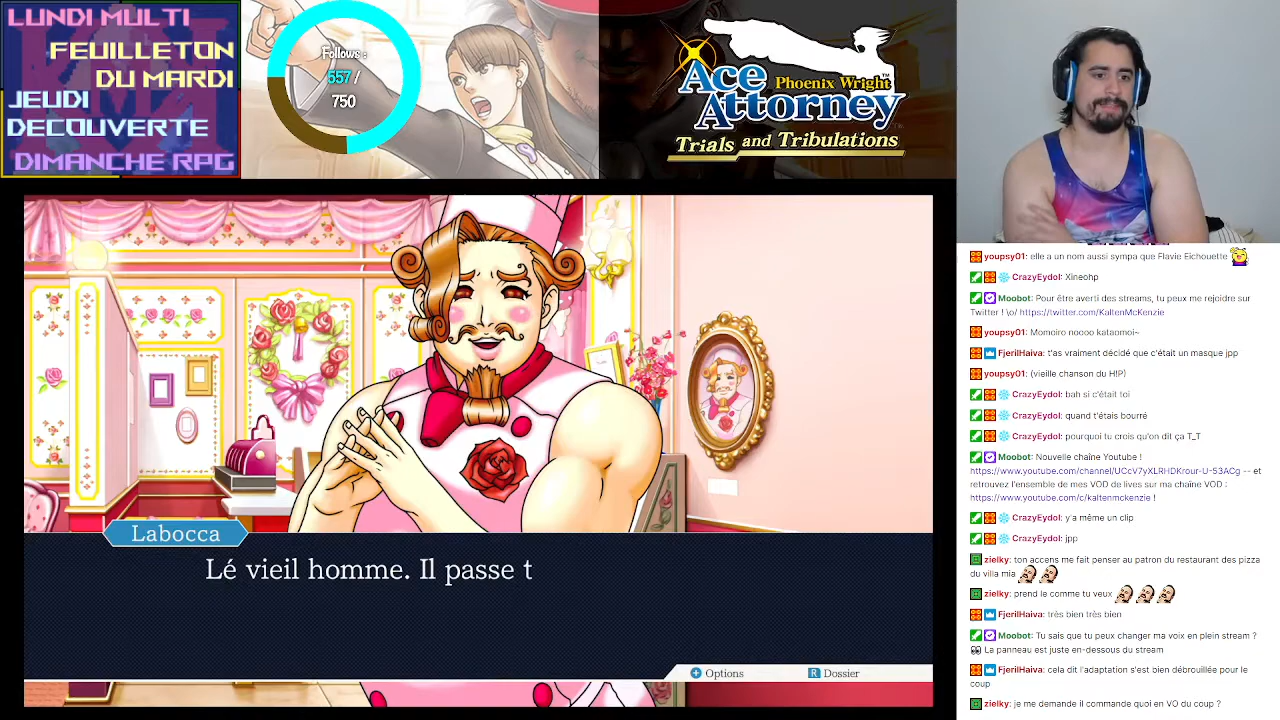 LUNDI MULTI
FEUILLETON
DU MARDI
JEUDI
DECOUVERTE
DIMANCHE RPG
Follows :
557 /
750
Phoenix Wright™
Ace
Attorney
Trials and Tribulations
Labocca
Lé vieil homme. Il passe t
Options
R Dossier
youpsy01: elle a un nom aussi sympa que Flavie Eichouette
CrazyEydol: Xineohp
Moobot: Pour être averti des streams, tu peux me rejoindre sur
Twitter ! \o/ https://twitter.com/KaltenMcKenzie
youpsy01: Momoiro noooo kataomoi~
FjerilHaiva: t'as vraiment décidé que c'était un masque jpp
youpsy01: (vieille chanson du H!P)
CrazyEydol: bah si c'était toi
CrazyEydol: quand t'étais bourré
CrazyEydol: pourquoi tu crois qu'on dit ça T_T
Moobot: Nouvelle chaîne Youtube !
https://www.youtube.com/channel/UCcV7yXLRHDKrour-U-53ACg -- et
retrouvez l'ensemble de mes VOD de lives sur ma chaîne VOD :
https://www.youtube.com/c/kaltenmckenzie !
CrazyEydol: y'a même un clip
CrazyEydol: jpp
zielky: ton accens me fait penser au patron du restaurant des pizza
du villa mia
zielky: prend le comme tu veux
FjerilHaiva: très bien très bien
Moobot: Tu sais que tu peux changer ma voix en plein stream ?
La panneau est juste en-dessous du stream
FjerilHaiva: cela dit l'adaptation s'est bien débrouillée pour le
coup
zielky: je me demande il commande quoi en VO du coup ?